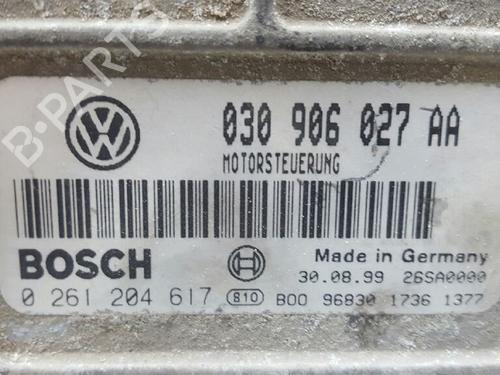 B-PARTS
VW
030 906 027 AA
MOTORSTEUERUNG
BOSCH
Made in Germany
30.08.99 26SA0000
0 261 204 617 810 B00 96830 1736 1377